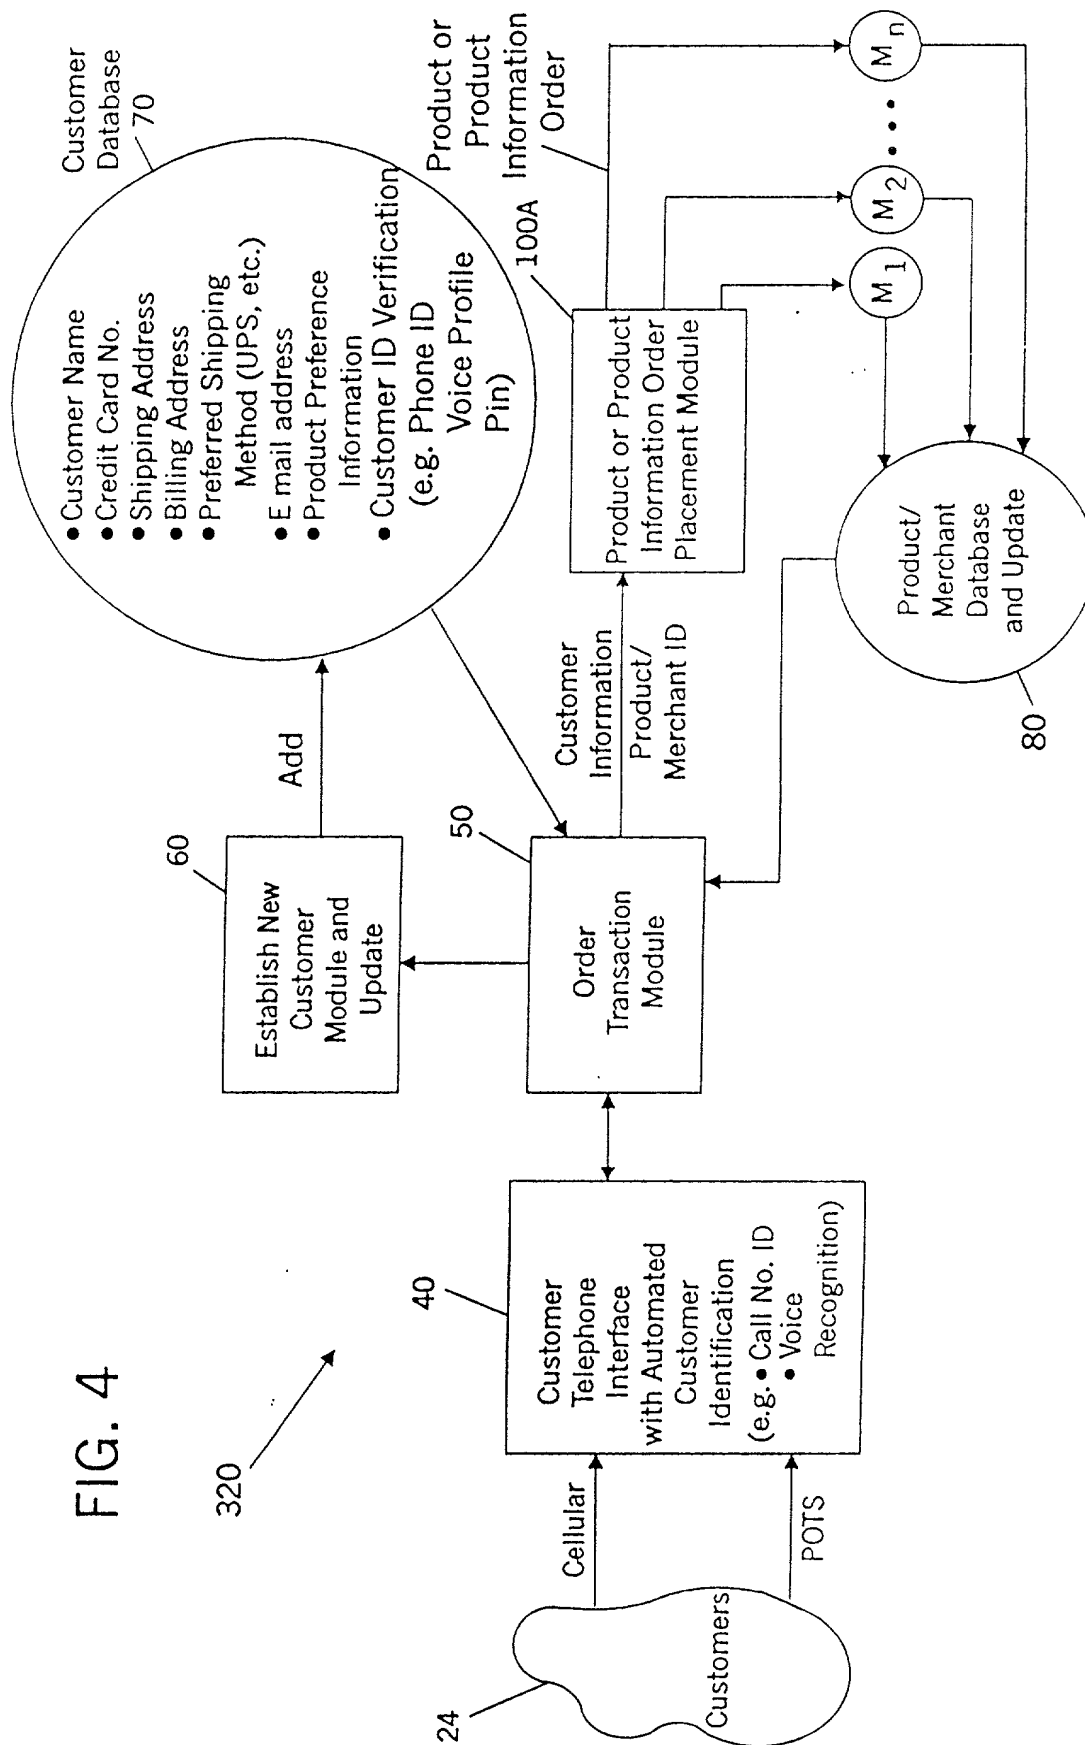 FIG. 4
320
24
Customers
Cellular
POTS
40
Customer
Telephone
Interface
with Automated
Customer
Identification
(e.g. • Call No. ID
• Voice
Recognition)
60
Establish New
Customer
Module and
Update
50
Order
Transaction
Module
Add
Customer
Database
70
• Customer Name
• Credit Card No.
• Shipping Address
• Billing Address
• Preferred Shipping
Method (UPS, etc.)
• E mail address
• Product Preference
Information
• Customer ID Verification
(e.g. Phone ID
Voice Profile
Pin)
Customer
Information
Product/
Merchant ID
100A
Product or Product
Information Order
Placement Module
Product or
Product
Information
Order
M1
M2
• • • •
Mn
Product/
Merchant
Database
and Update
80